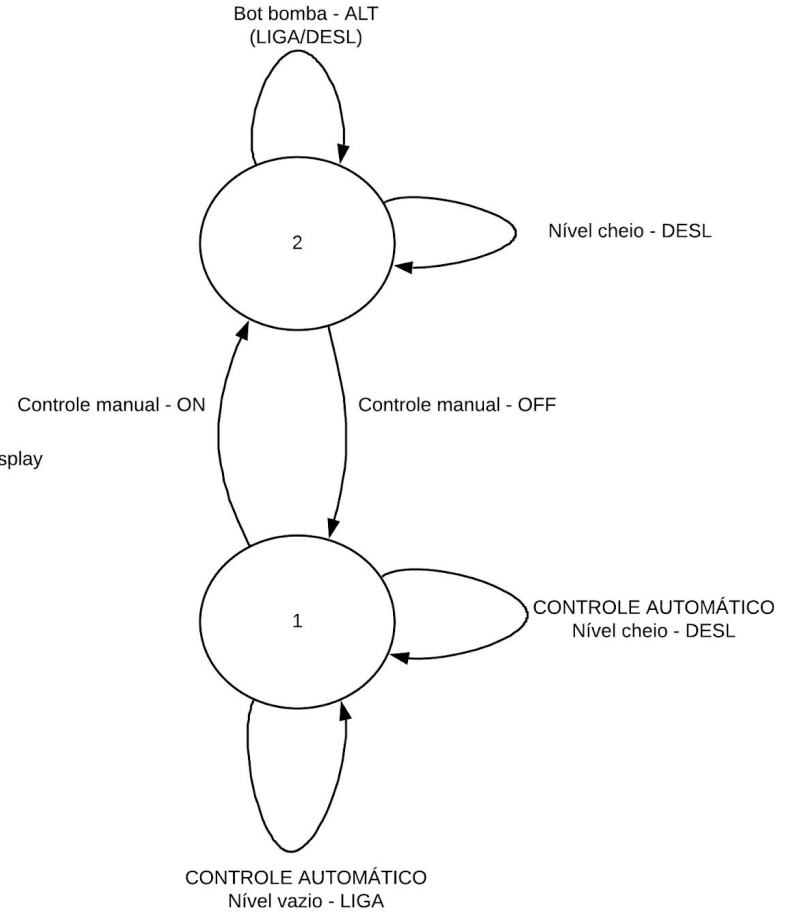 Bot bomba - ALT
(LIGA/DESL)
2
Nível cheio - DESL
Controle manual - ON
Controle manual - OFF
splay
1
CONTROLE AUTOMÁTICO
Nível cheio - DESL
CONTROLE AUTOMÁTICO
Nível vazio - LIGA